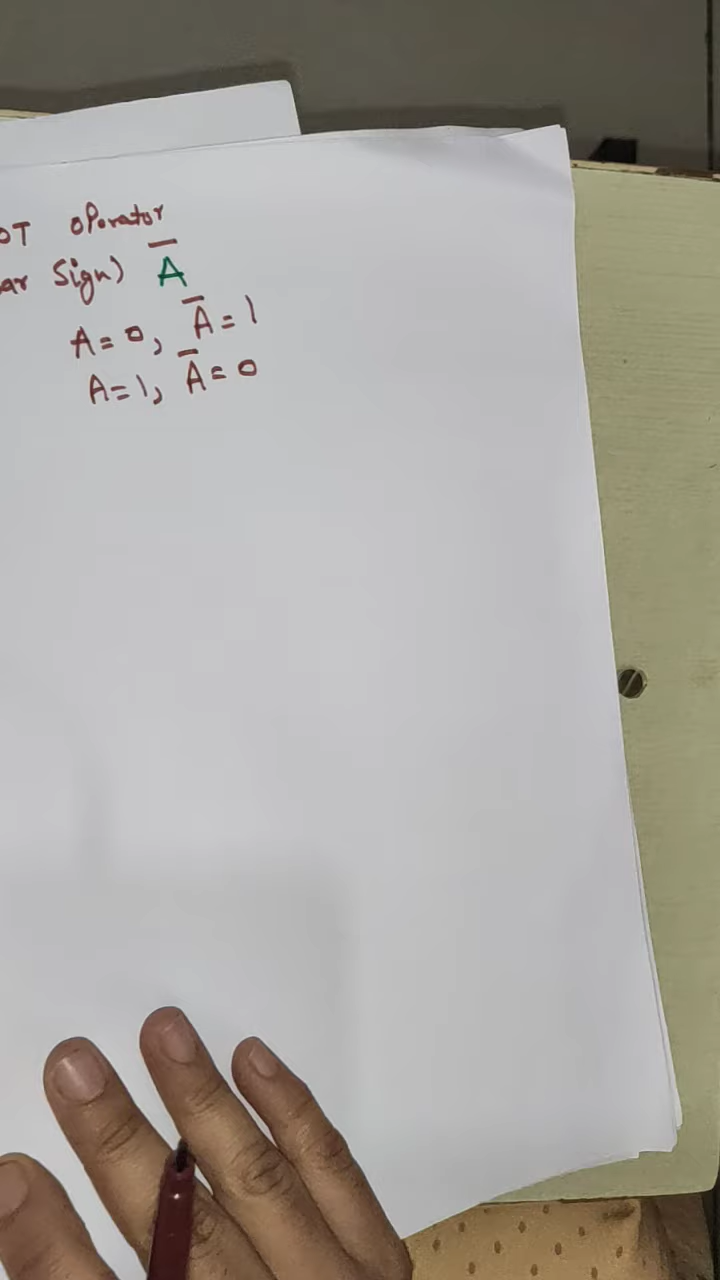 OT operator
ar Sign) A̅
A=0, A̅=1
A=1, A̅=0